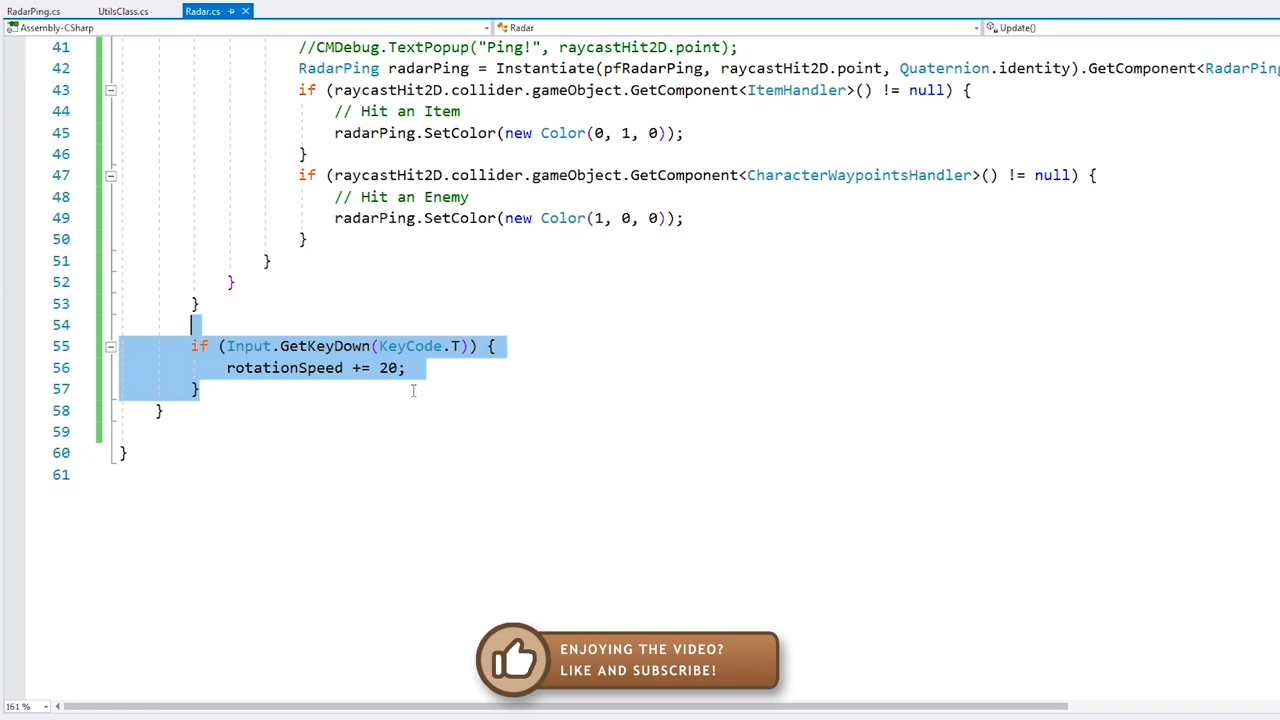 RadarPing.cs UtilsClass.cs Radar.cs
Assembly-CSharp Radar Update()
41 //CMDebug.TextPopup("Ping!", raycastHit2D.point);
42 RadarPing radarPing = Instantiate(pfRadarPing, raycastHit2D.point, Quaternion.identity).GetComponent<RadarPing
43 if (raycastHit2D.collider.gameObject.GetComponent<ItemHandler>() != null) {
44 // Hit an Item
45 radarPing.SetColor(new Color(0, 1, 0));
46 }
47 if (raycastHit2D.collider.gameObject.GetComponent<CharacterWaypointsHandler>() != null) {
48 // Hit an Enemy
49 radarPing.SetColor(new Color(1, 0, 0));
50 }
51 }
52 }
53 }
54
55 if (Input.GetKeyDown(KeyCode.T)) {
56 rotationSpeed += 20;
57 }
58 }
59
60 }
61
ENJOYING THE VIDEO?
LIKE AND SUBSCRIBE!
161 %